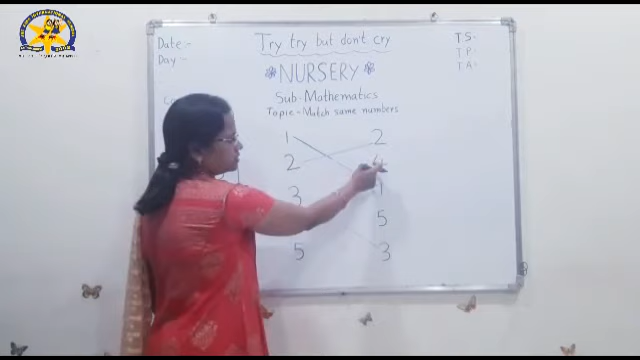 Date:-
Day:-
Try try but don't cry
NURSERY
Sub-Mathematics
Topic-Match same numbers
T S-
T P-
T A-
1 2
2
3 1
5
5 3